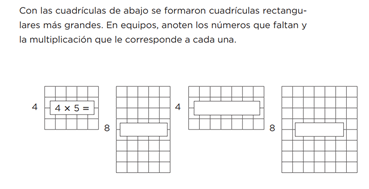 Con las cuadrículas de abajo se formaron cuadrículas rectangu-
lares más grandes. En equipos, anoten los números que faltan y
la multiplicación que le corresponde a cada una.
4
4 × 5 =
8
4
8